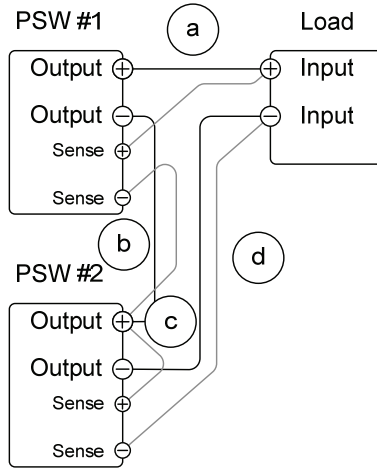 PSW #1
a
Load
Output +
+ Input
Output −
− Input
Sense +
Sense −
b
d
PSW #2
Output +
c
Output −
Sense +
Sense −